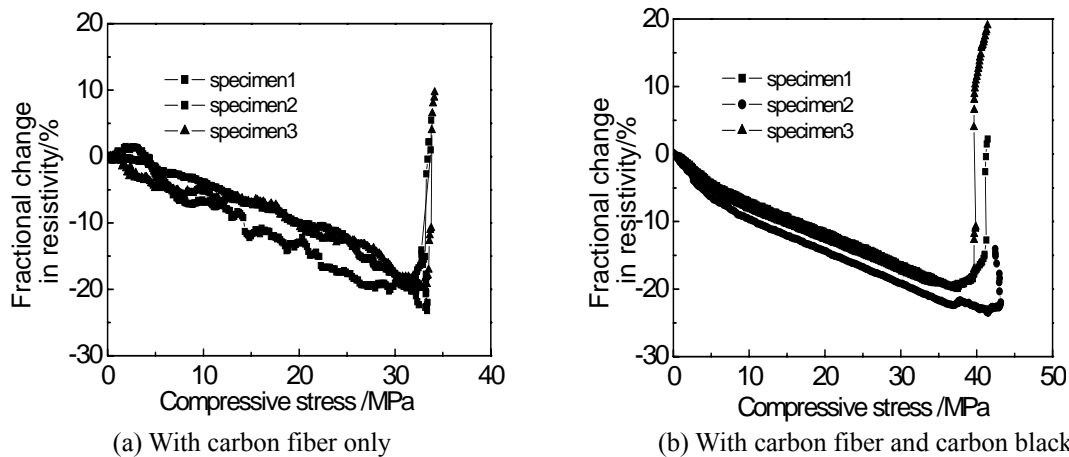 20
10
0
-10
-20
-30
0
10
20
30
40
Fractional change
in resistivity/%
Compressive stress /MPa
specimen1
specimen2
specimen3
(a) With carbon fiber only
20
10
0
-10
-20
-30
0
10
20
30
40
50
Fractional change
in resistivity/%
Compressive stress /MPa
specimen1
specimen2
specimen3
(b) With carbon fiber and carbon black